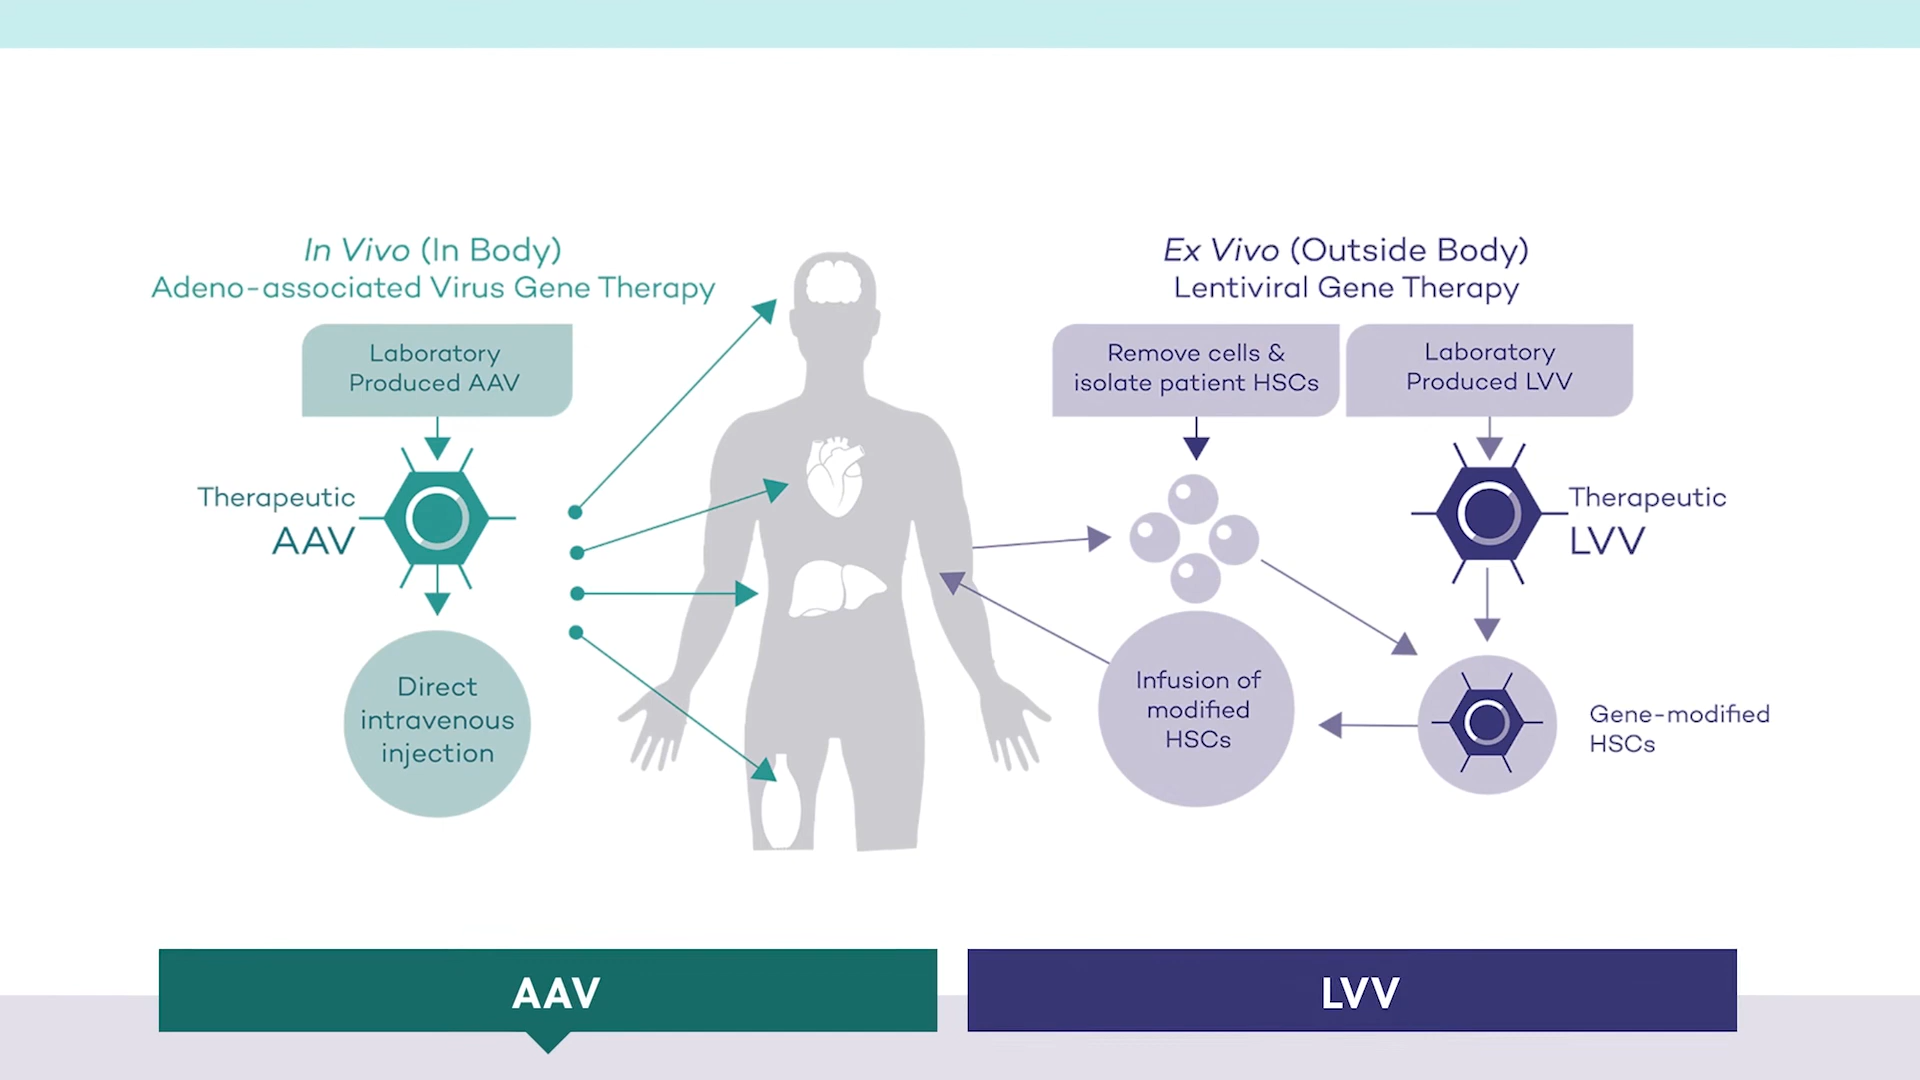 In Vivo (In Body)
Adeno-associated Virus Gene Therapy
Laboratory
Produced AAV
Therapeutic
AAV
Direct
intravenous
injection
Ex Vivo (Outside Body)
Lentiviral Gene Therapy
Remove cells &
isolate patient HSCs
Laboratory
Produced LVV
Therapeutic
LVV
Infusion of
modified
HSCs
Gene-modified
HSCs
AAV
LVV